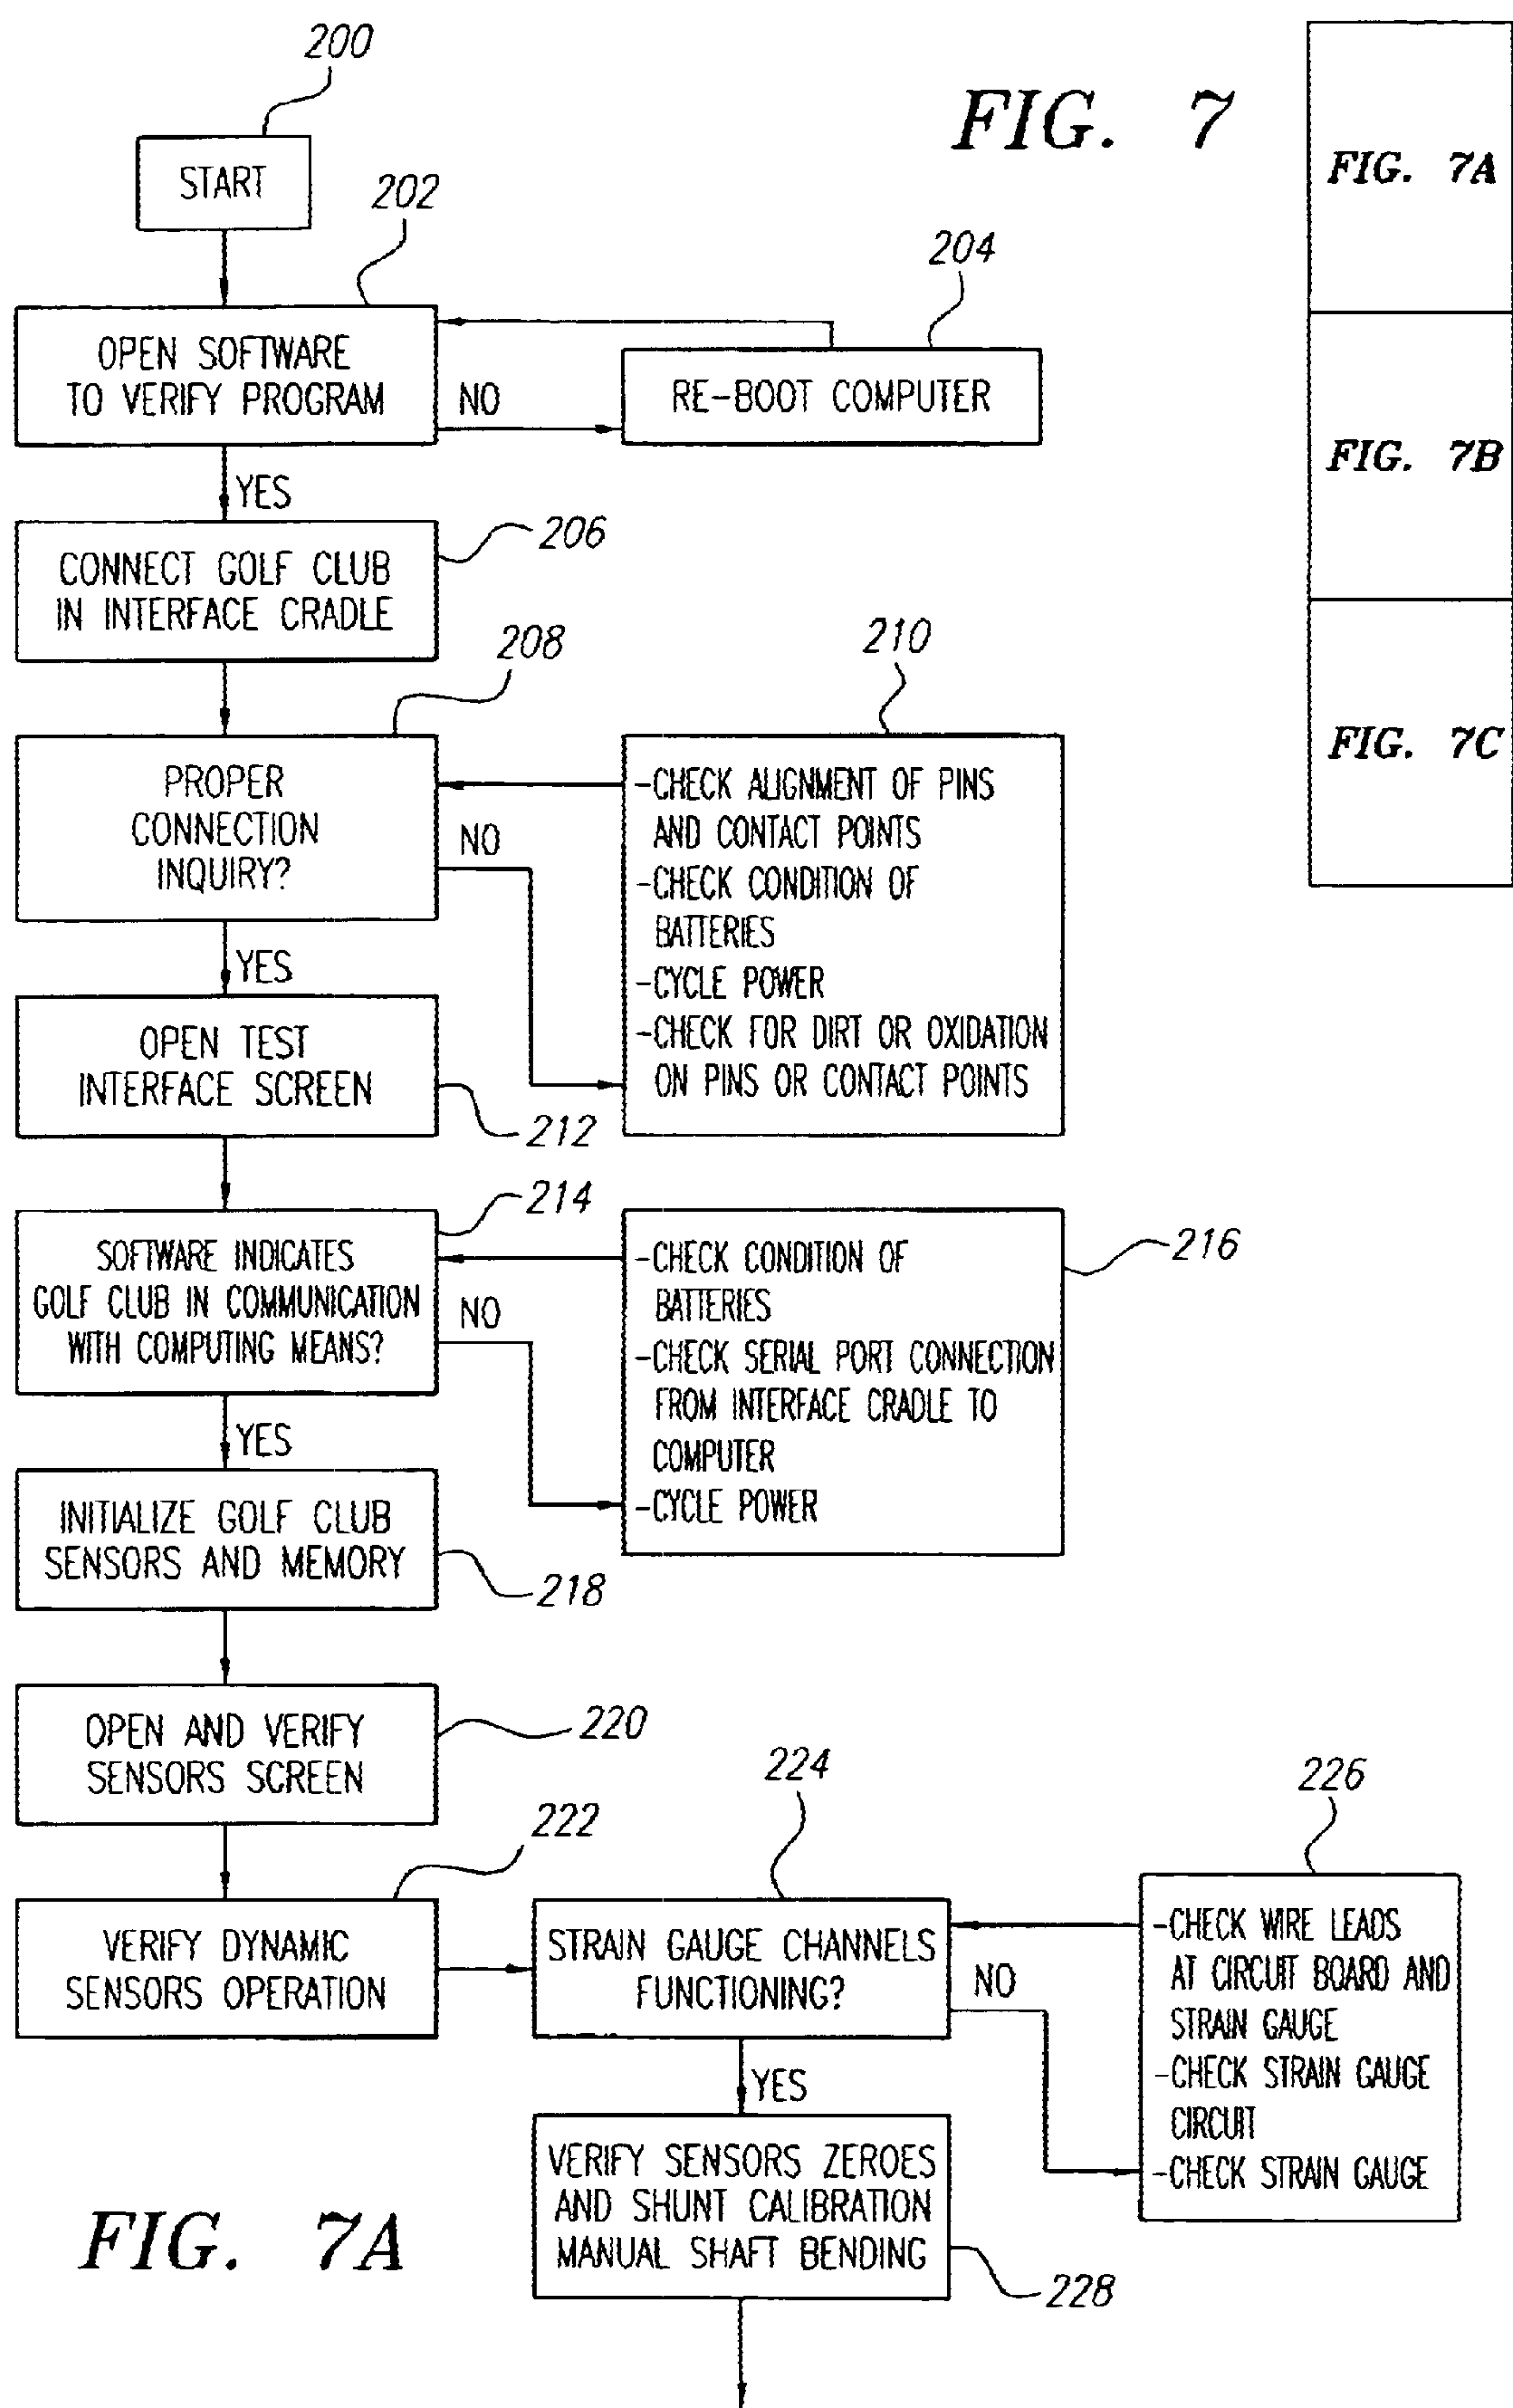 200
FIG. 7
FIG. 7A
FIG. 7B
FIG. 7C
START
202
204
OPEN SOFTWARE
TO VERIFY PROGRAM
NO
RE-BOOT COMPUTER
YES
206
CONNECT GOLF CLUB
IN INTERFACE CRADLE
208
210
PROPER
CONNECTION
INQUIRY?
NO
-CHECK ALIGNMENT OF PINS
AND CONTACT POINTS
-CHECK CONDITION OF
BATTERIES
-CYCLE POWER
-CHECK FOR DIRT OR OXIDATION
ON PINS OR CONTACT POINTS
YES
OPEN TEST
INTERFACE SCREEN
212
214
216
SOFTWARE INDICATES
GOLF CLUB IN COMMUNICATION
WITH COMPUTING MEANS?
NO
-CHECK CONDITION OF
BATTERIES
-CHECK SERIAL PORT CONNECTION
FROM INTERFACE CRADLE TO
COMPUTER
-CYCLE POWER
YES
INITIALIZE GOLF CLUB
SENSORS AND MEMORY
218
OPEN AND VERIFY
SENSORS SCREEN
220
222
224
226
VERIFY DYNAMIC
SENSORS OPERATION
STRAIN GAUGE CHANNELS
FUNCTIONING?
NO
-CHECK WIRE LEADS
AT CIRCUIT BOARD AND
STRAIN GAUGE
-CHECK STRAIN GAUGE
CIRCUIT
-CHECK STRAIN GAUGE
YES
VERIFY SENSORS ZEROES
AND SHUNT CALIBRATION
MANUAL SHAFT BENDING
228
FIG. 7A